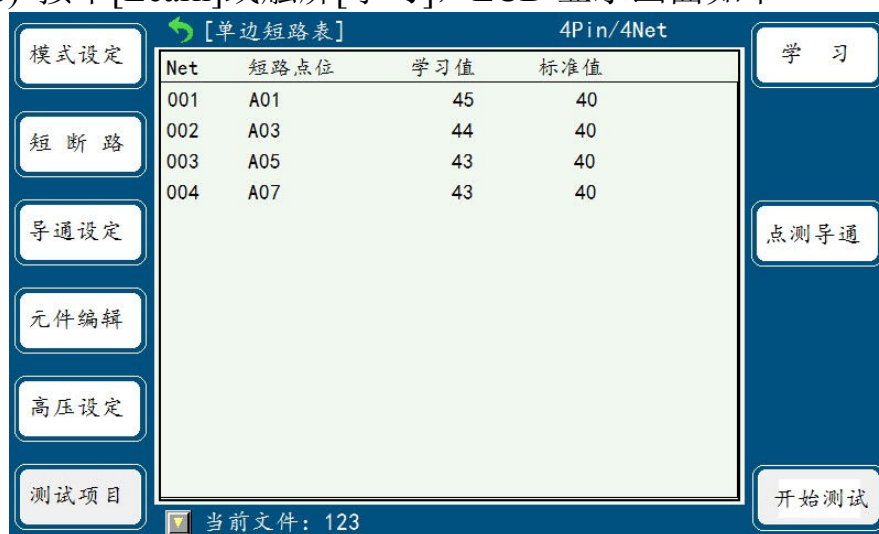 [单边短路表] 4Pin/4Net
模式设定
短 断 路
导通设定
元件编辑
高压设定
测试项目
Net 短路点位 学习值 标准值
001 A01 45 40
002 A03 44 40
003 A05 43 40
004 A07 43 40
学 习
点测导通
开始测试
当前文件: 123